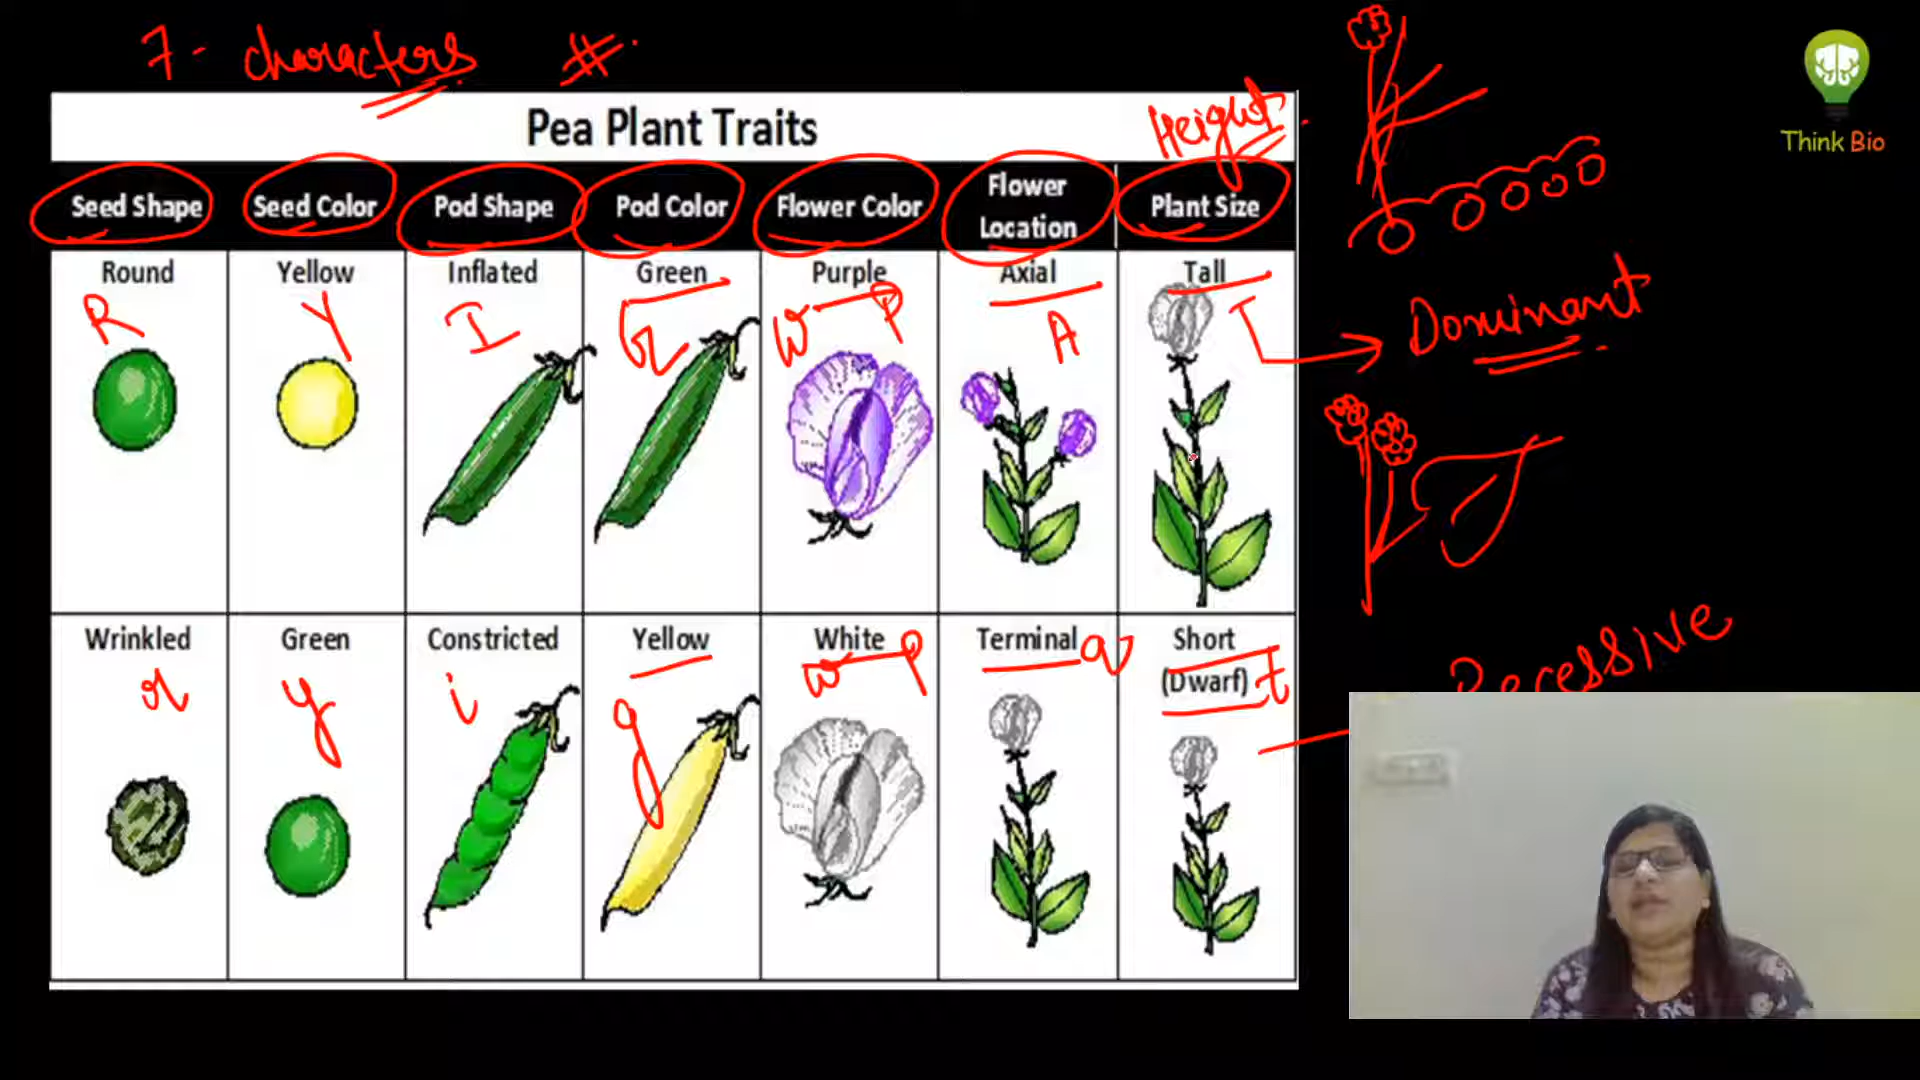 7 - characters #
Pea Plant Traits
Height
Think Bio
Seed Shape Seed Color Pod Shape Pod Color Flower Color Flower Location Plant Size
Round Yellow Inflated Green Purple Axial Tall
R Y I G W P A T
Dominant
Wrinkled Green Constricted Yellow White Terminal Short (Dwarf)
r y i g w p a t
Recessive